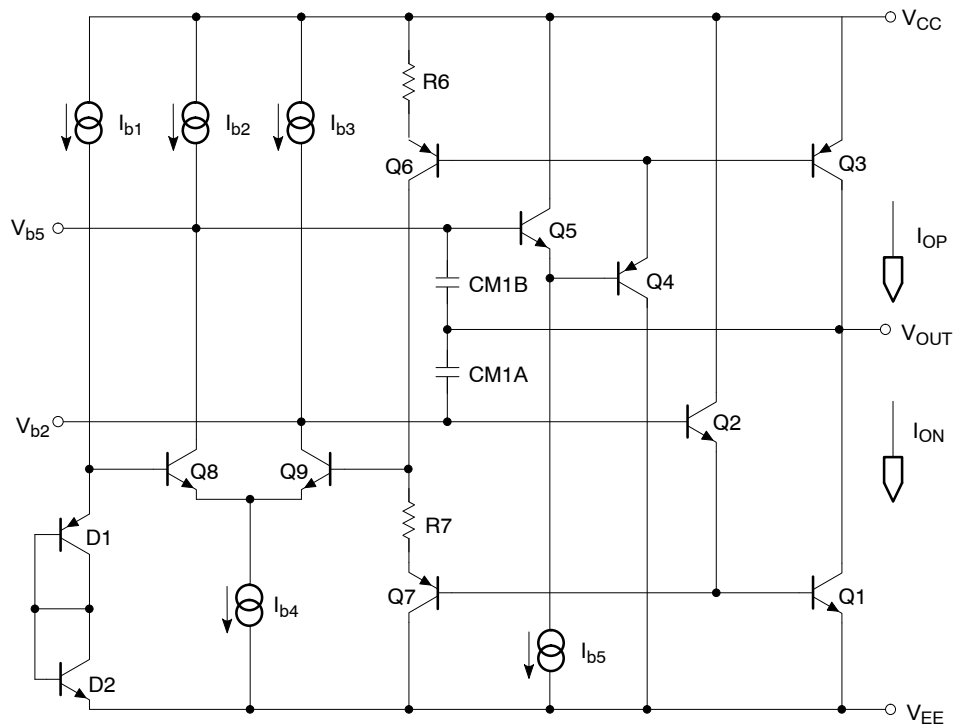 V_CC
R6
I_b1
I_b2
I_b3
Q6
Q3
V_b5
Q5
I_OP
CM1B
Q4
V_OUT
CM1A
V_b2
Q2
I_ON
Q8
Q9
R7
D1
Q7
Q1
I_b4
I_b5
D2
V_EE